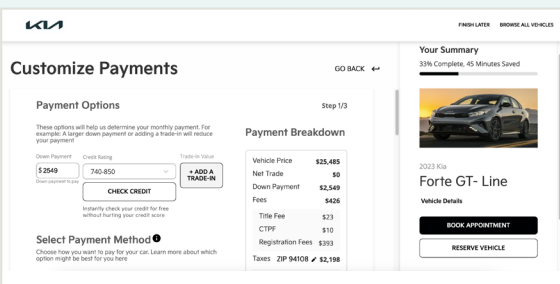 KIA
FINISH LATER BROWSE ALL VEHICLES
Customize Payments
GO BACK
Payment Options
Step 1/3
These options will help us determine your monthly payment. For
example: A larger down payment or adding a trade-in will reduce
your payment
Down Payment
Credit Rating
Trade-In Value
$ 2549
740-850
+ ADD A
TRADE-IN
Down payment to pay
CHECK CREDIT
Instantly check your credit for free
without hurting your credit score
Select Payment Method
Choose how you want to pay for your car. Learn more about which
option might be best for you here
Payment Breakdown
Vehicle Price $25,485
Net Trade $0
Down Payment $2,549
Fees $426
Title Fee $23
CTPF $10
Registration Fees $393
Taxes ZIP 94108 $2,198
Your Summary
33% Complete, 45 Minutes Saved
2023 Kia
Forte GT- Line
Vehicle Details
BOOK APPOINTMENT
RESERVE VEHICLE